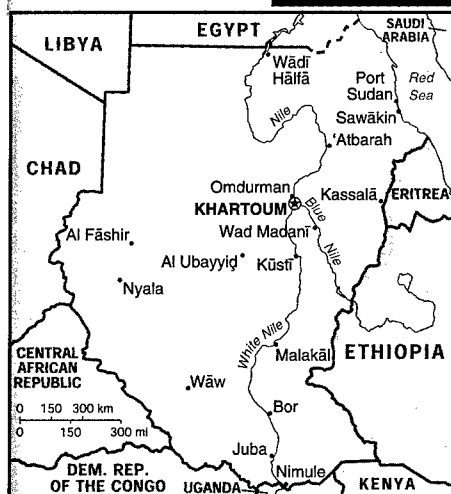 EGYPT
SAUDI
ARABIA
LIBYA
Wādī
Hālfā
Port
Sudan
Red
Sea
Sawākin
Nile
'Atbarah
CHAD
Omdurman
KHARTOUM
Kassalā
ERITREA
Blue
Nile
Wad Madanī
Al Fāshir
Al Ubayyiḍ
Kūstī
Nyala
White Nile
Malakāl
ETHIOPIA
CENTRAL
AFRICAN
REPUBLIC
Wāw
0 150 300 km
0 150 300 mi
Bor
Juba
Nimule
DEM. REP.
OF THE CONGO
UGANDA
KENYA